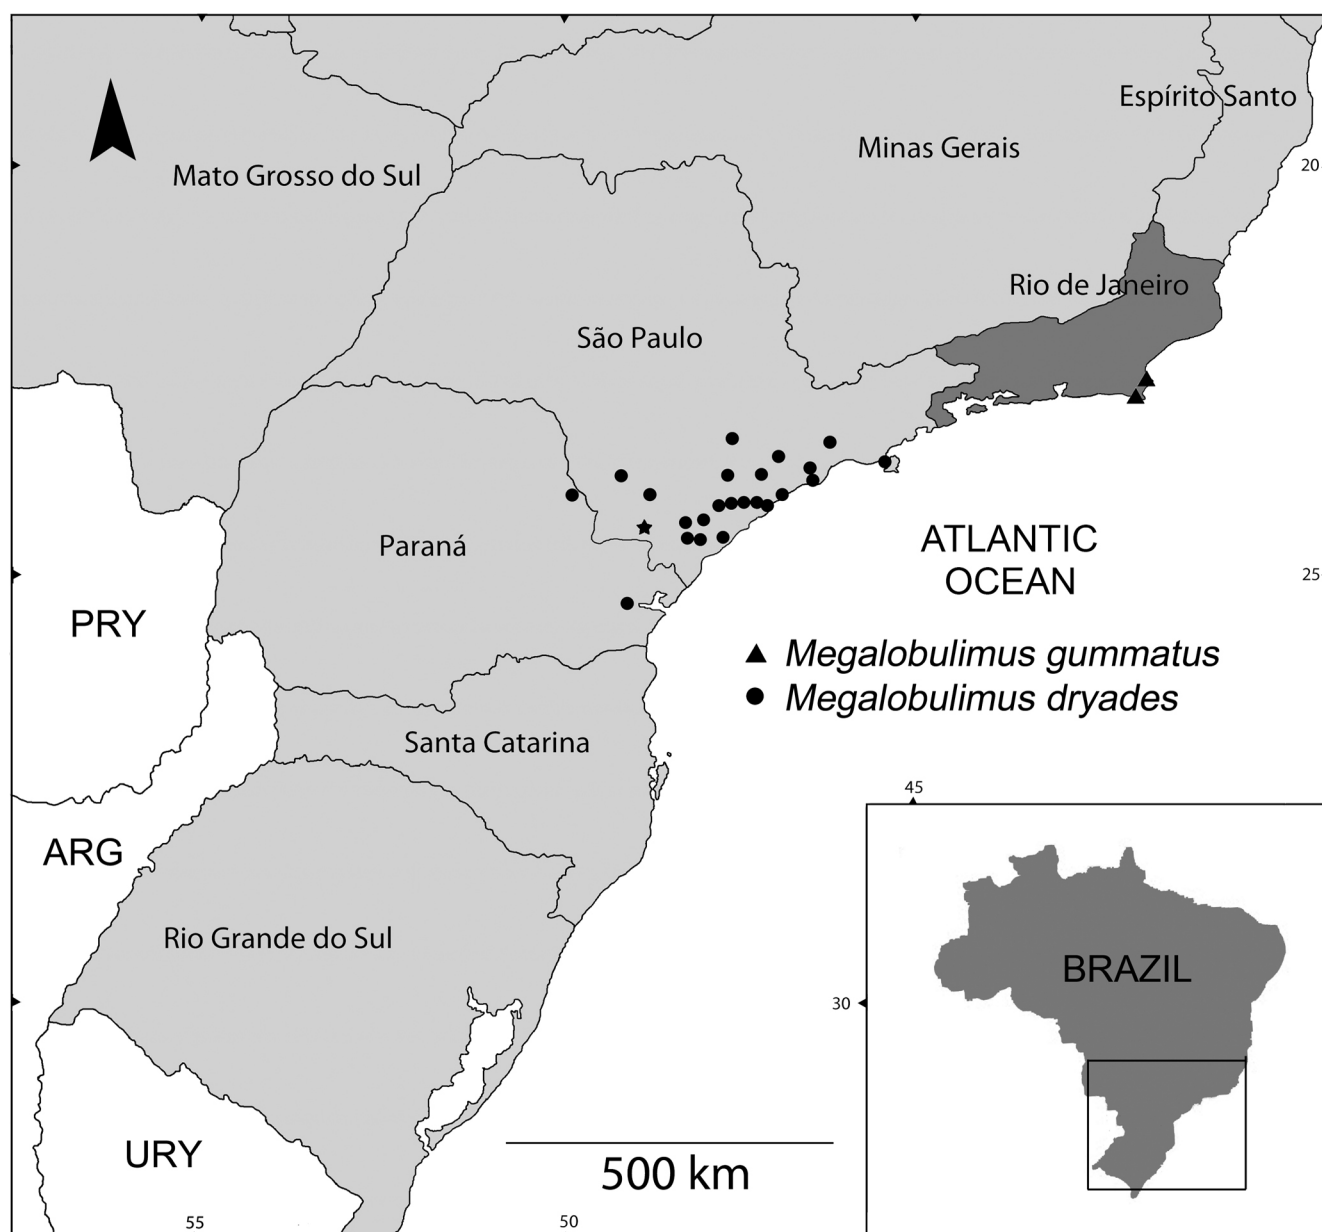 Espírito Santo
Minas Gerais
20
Mato Grosso do Sul
Rio de Janeiro
São Paulo
ATLANTIC
OCEAN
Paraná
25
PRY
Megalobulimus gummatus
Megalobulimus dryades
Santa Catarina
45
ARG
Rio Grande do Sul
BRAZIL
30
URY
500 km
55
50